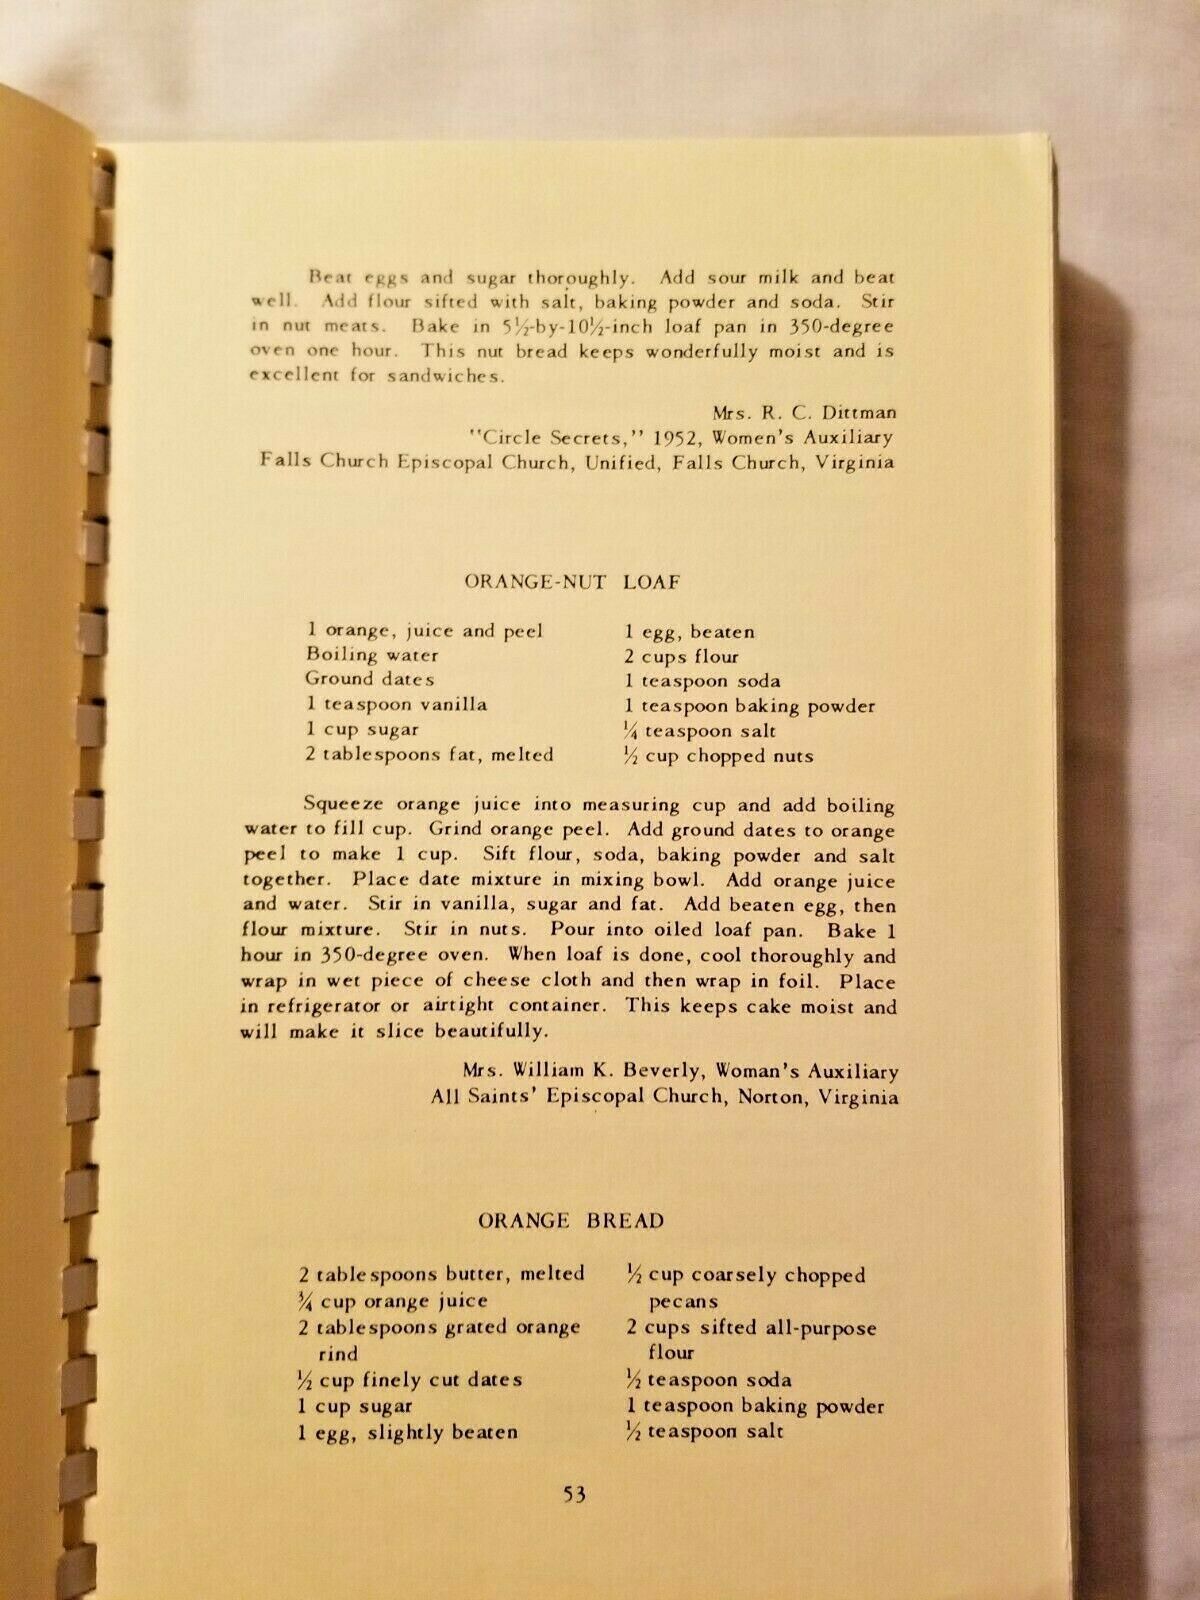 Beat eggs and sugar thoroughly. Add sour milk and beat
well. Add flour sifted with salt, baking powder and soda. Stir
in nut meats. Bake in 5½-by-10½-inch loaf pan in 350-degree
oven one hour. This nut bread keeps wonderfully moist and is
excellent for sandwiches.
Mrs. R. C. Dittman
"Circle Secrets," 1952, Women's Auxiliary
Falls Church Episcopal Church, Unified, Falls Church, Virginia
ORANGE-NUT LOAF
1 orange, juice and peel
Boiling water
Ground dates
1 teaspoon vanilla
1 cup sugar
2 tablespoons fat, melted
1 egg, beaten
2 cups flour
1 teaspoon soda
1 teaspoon baking powder
¼ teaspoon salt
½ cup chopped nuts
Squeeze orange juice into measuring cup and add boiling
water to fill cup. Grind orange peel. Add ground dates to orange
peel to make 1 cup. Sift flour, soda, baking powder and salt
together. Place date mixture in mixing bowl. Add orange juice
and water. Stir in vanilla, sugar and fat. Add beaten egg, then
flour mixture. Stir in nuts. Pour into oiled loaf pan. Bake 1
hour in 350-degree oven. When loaf is done, cool thoroughly and
wrap in wet piece of cheese cloth and then wrap in foil. Place
in refrigerator or airtight container. This keeps cake moist and
will make it slice beautifully.
Mrs. William K. Beverly, Woman's Auxiliary
All Saints' Episcopal Church, Norton, Virginia
ORANGE BREAD
2 tablespoons butter, melted
¾ cup orange juice
2 tablespoons grated orange
rind
½ cup finely cut dates
1 cup sugar
1 egg, slightly beaten
½ cup coarsely chopped
pecans
2 cups sifted all-purpose
flour
½ teaspoon soda
1 teaspoon baking powder
½ teaspoon salt
53